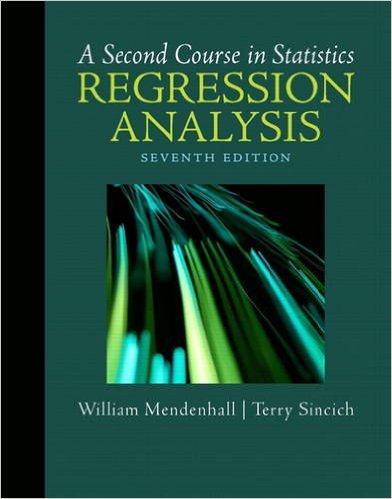 A Second Course in Statistics
REGRESSION
ANALYSIS
SEVENTH EDITION
William Mendenhall | Terry Sincich